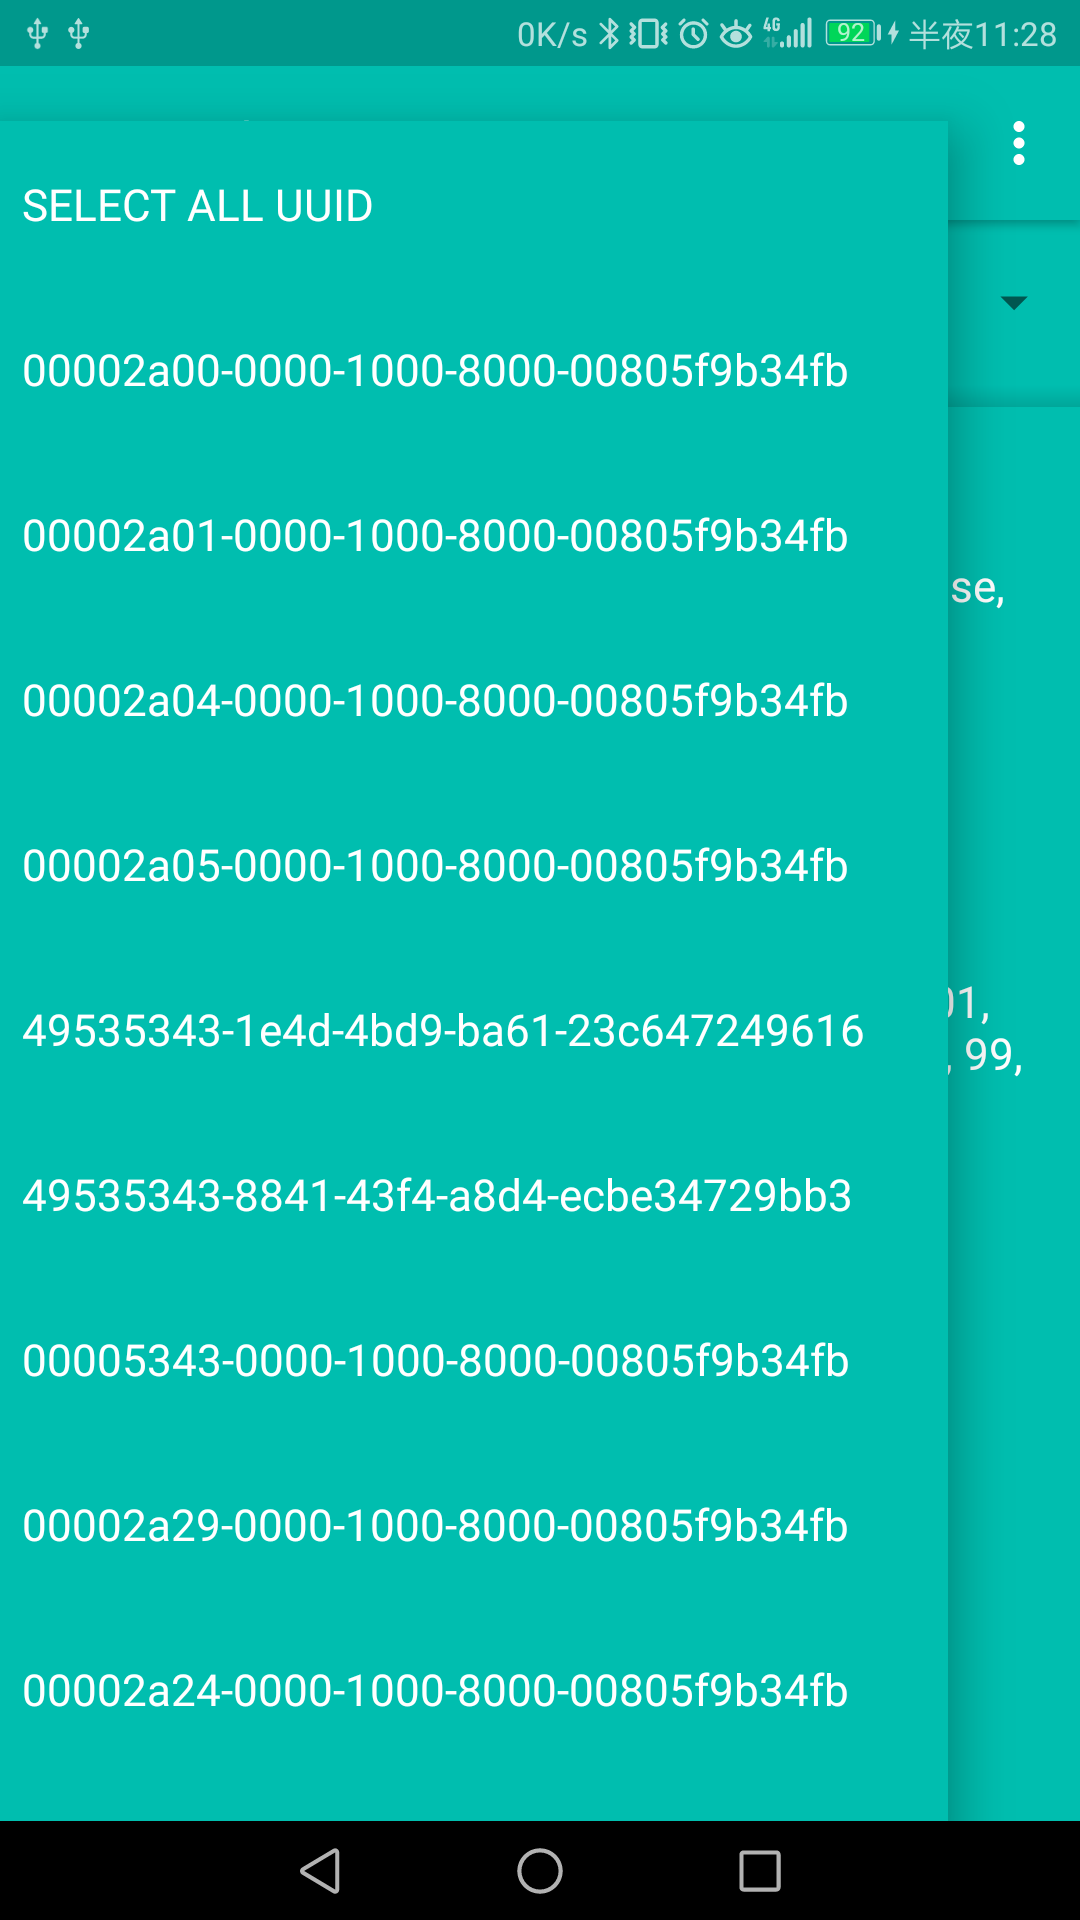 0K/s 4G 92 半夜11:28
SELECT ALL UUID
00002a00-0000-1000-8000-00805f9b34fb
00002a01-0000-1000-8000-00805f9b34fb
se,
00002a04-0000-1000-8000-00805f9b34fb
00002a05-0000-1000-8000-00805f9b34fb
01,
49535343-1e4d-4bd9-ba61-23c647249616
, 99,
49535343-8841-43f4-a8d4-ecbe34729bb3
00005343-0000-1000-8000-00805f9b34fb
00002a29-0000-1000-8000-00805f9b34fb
00002a24-0000-1000-8000-00805f9b34fb